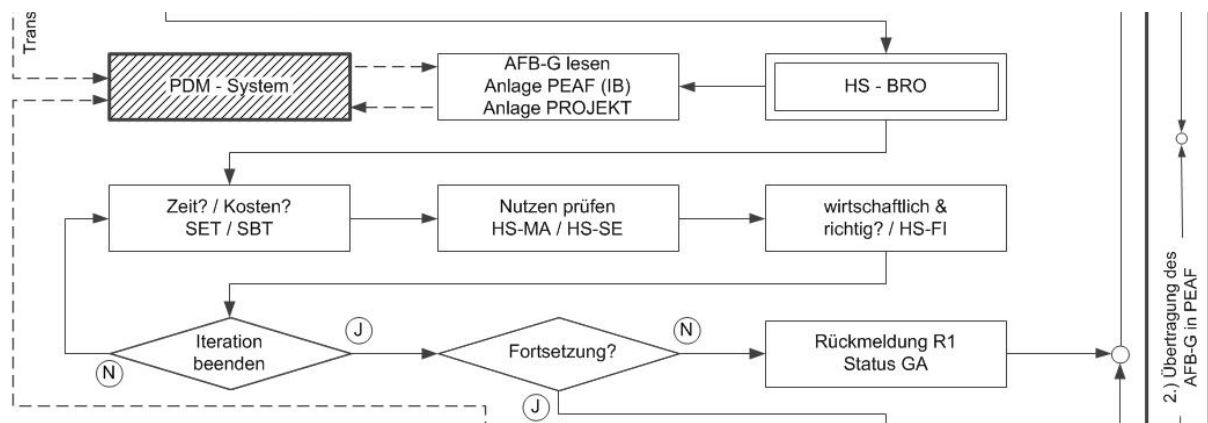 Trans
PDM - System
AFB-G lesen
Anlage PEAF (IB)
Anlage PROJEKT
HS - BRO
Zeit? / Kosten?
SET / SBT
Nutzen prüfen
HS-MA / HS-SE
wirtschaftlich &
richtig? / HS-FI
Iteration
beenden
N
J
Fortsetzung?
N
J
Rückmeldung R1
Status GA
2.) Übertragung des
AFB-G in PEAF